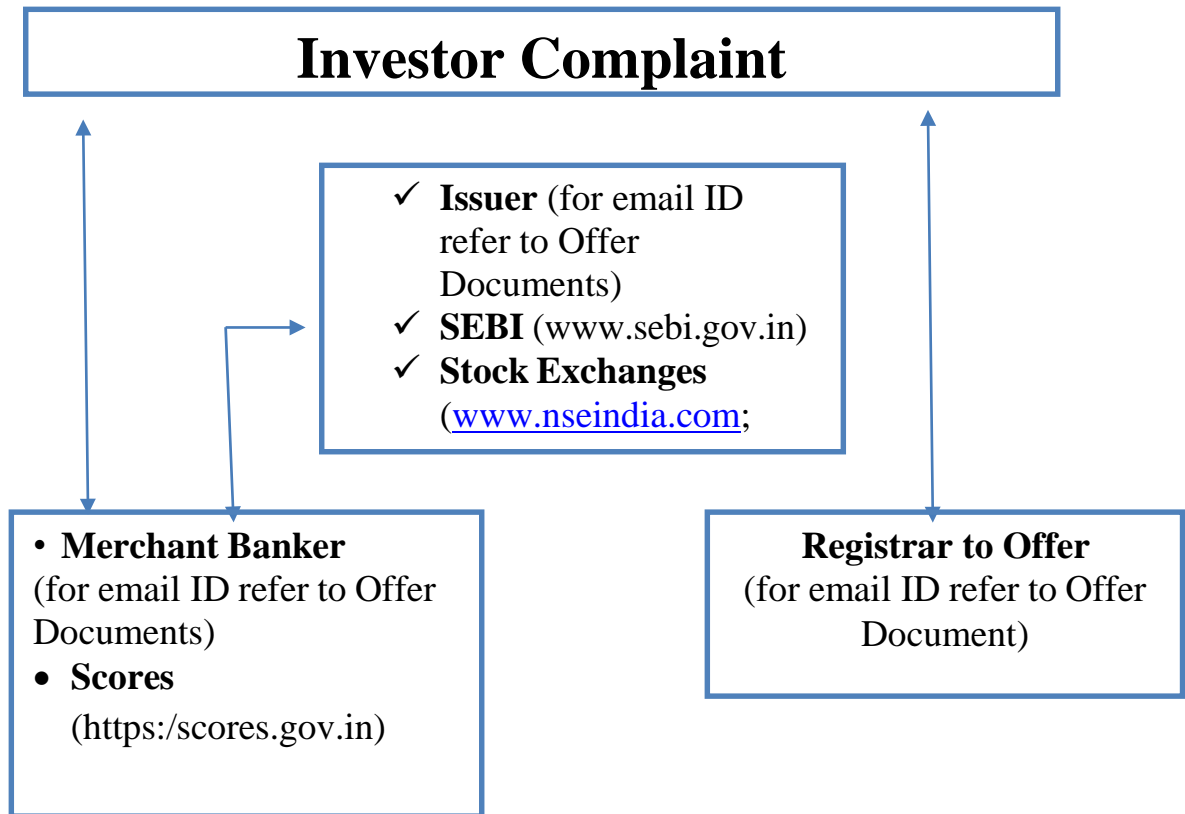 Investor Complaint
✓ Issuer (for email ID
refer to Offer
Documents)
✓ SEBI (www.sebi.gov.in)
✓ Stock Exchanges
(www.nseindia.com;
• Merchant Banker
(for email ID refer to Offer
Documents)
• Scores
(https:/scores.gov.in)
Registrar to Offer
(for email ID refer to Offer
Document)